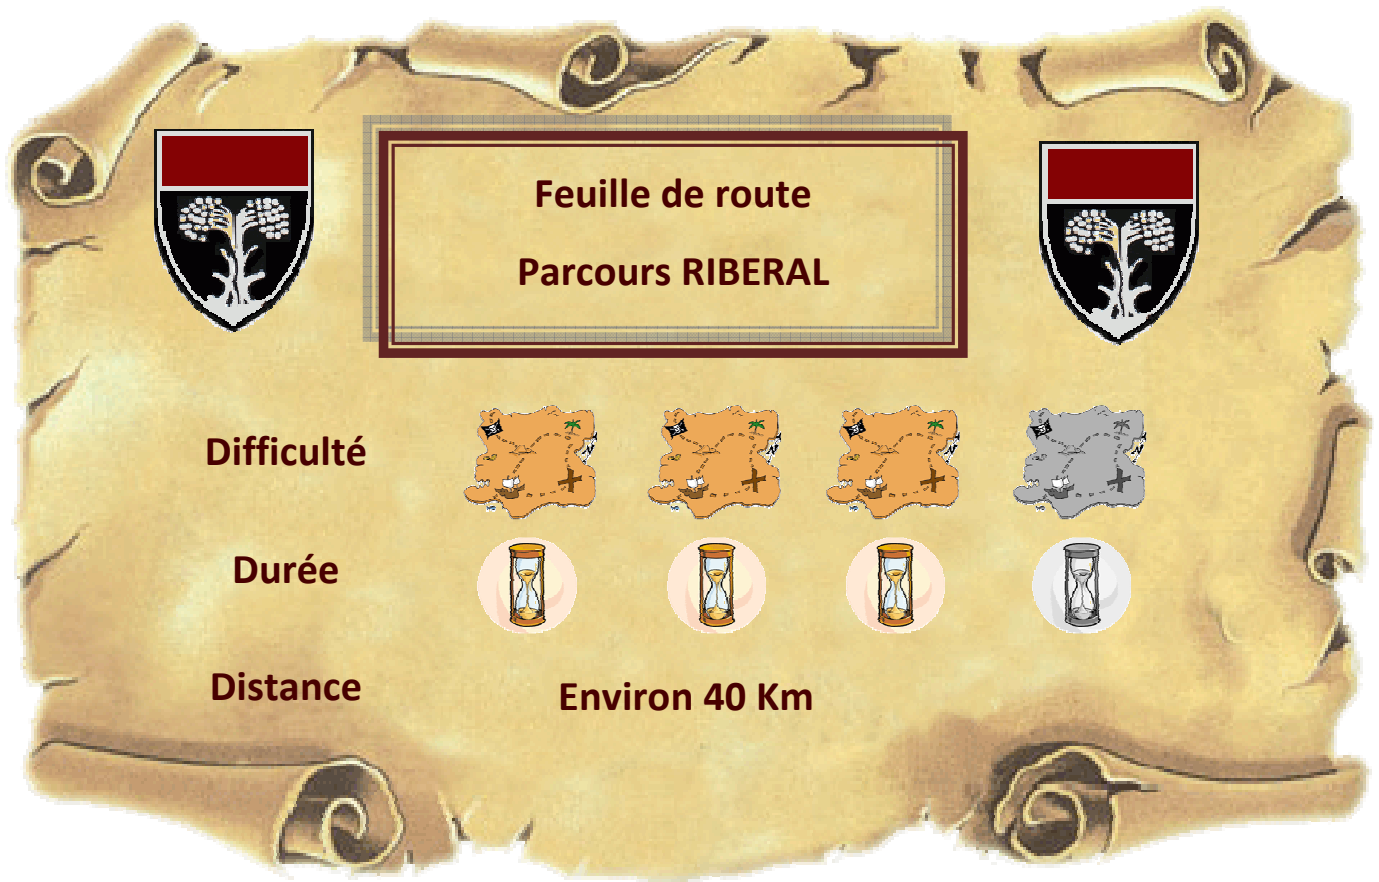 Feuille de route
Parcours RIBERAL
Difficulté
Durée
Distance
Environ 40 Km